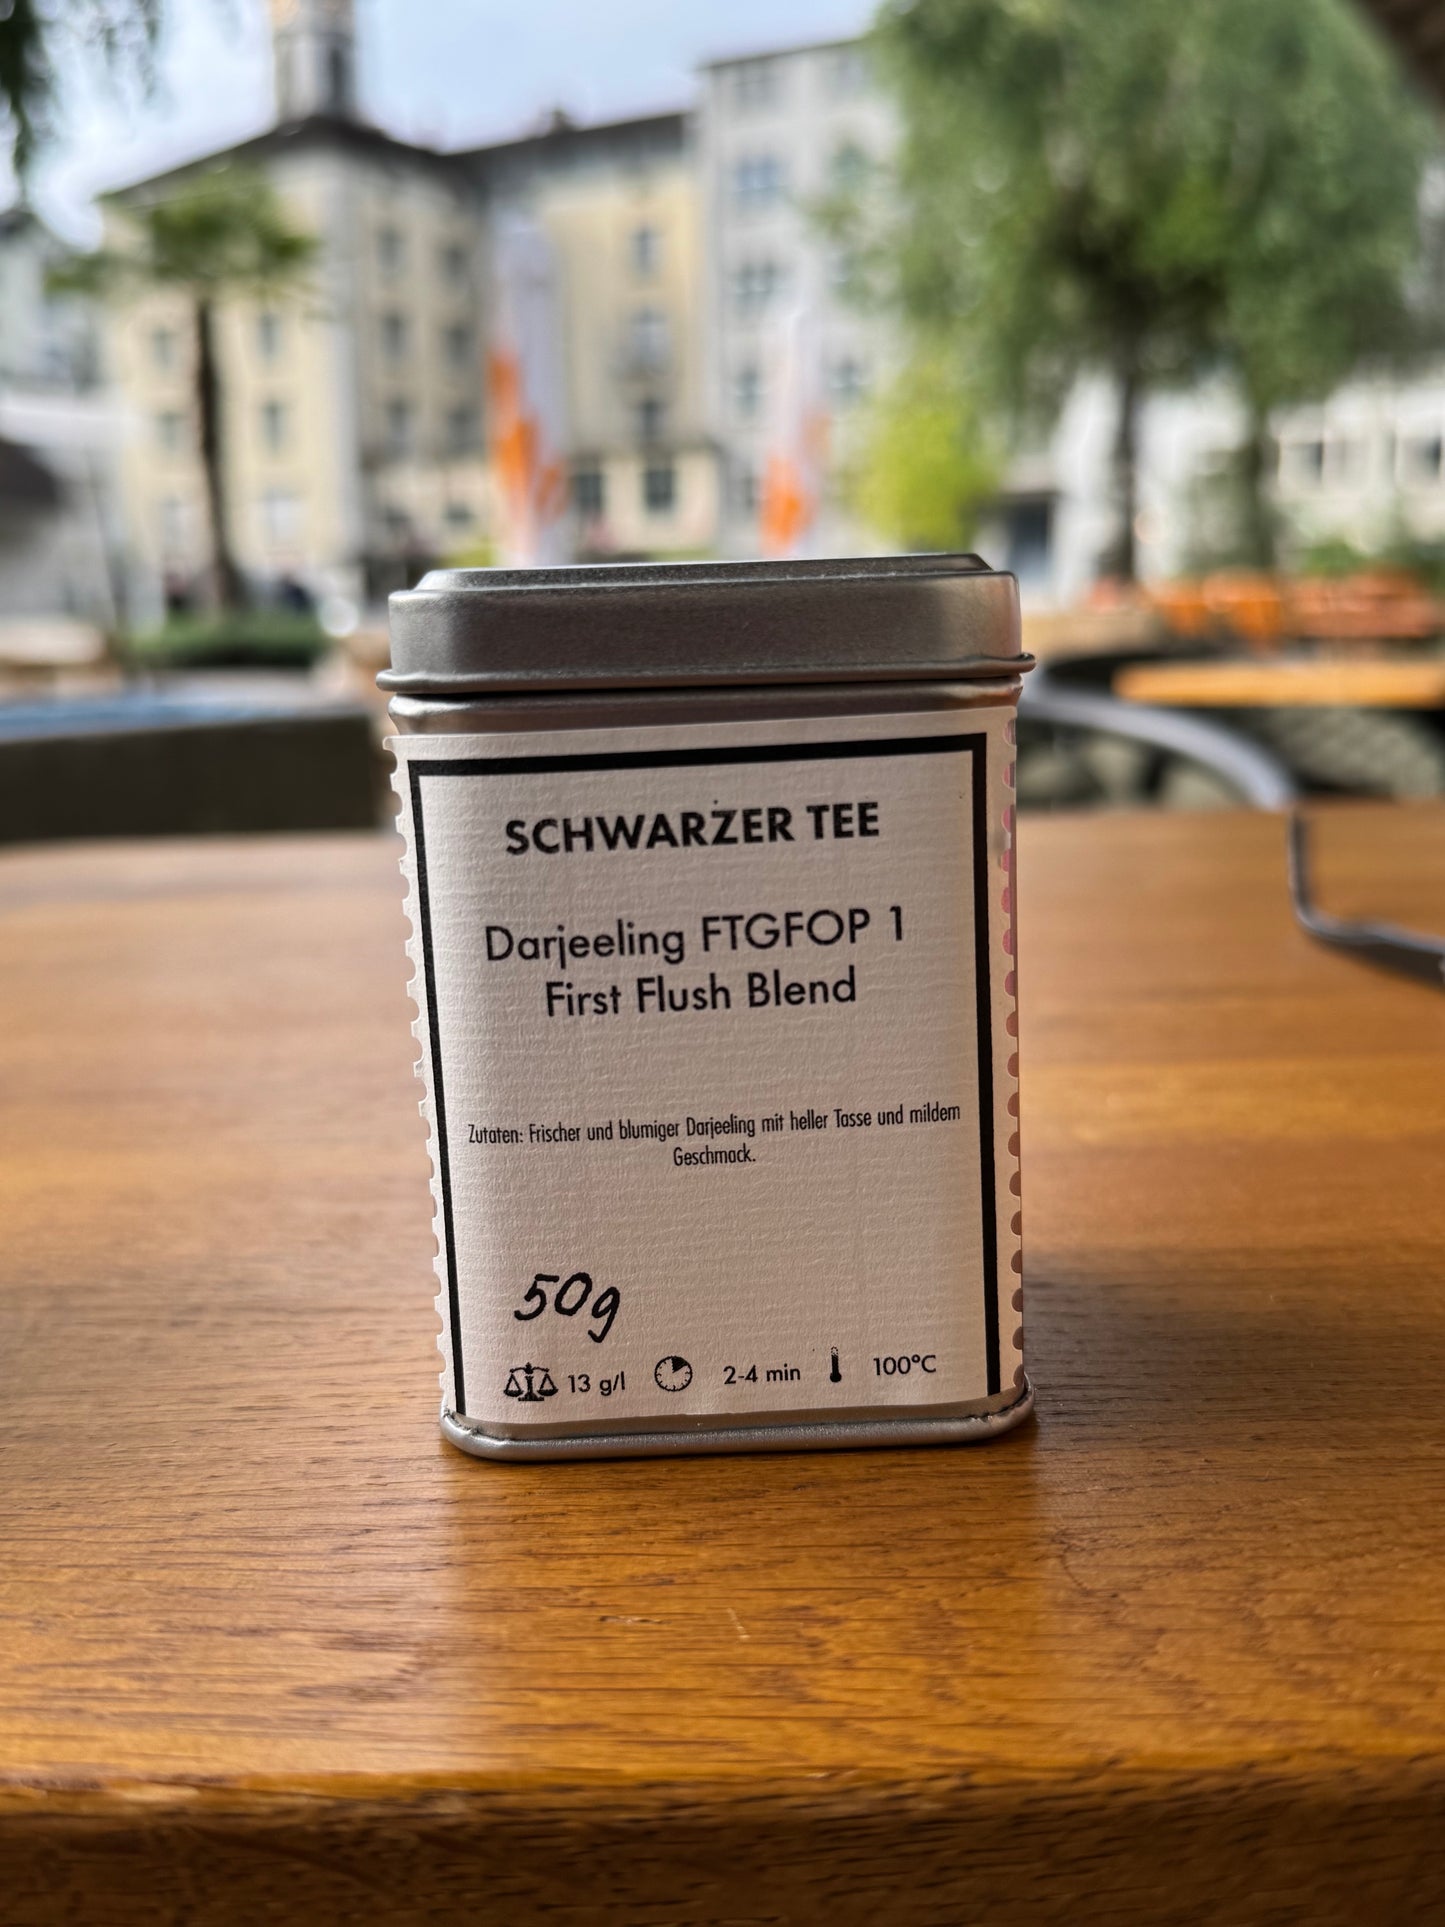 SCHWARZER TEE
Darjeeling FTGFOP 1
First Flush Blend
Zutaten: Frischer und blumiger Darjeeling mit heller Tasse und mildem
Geschmack.
50g
13 g/l 2-4 min 100°C